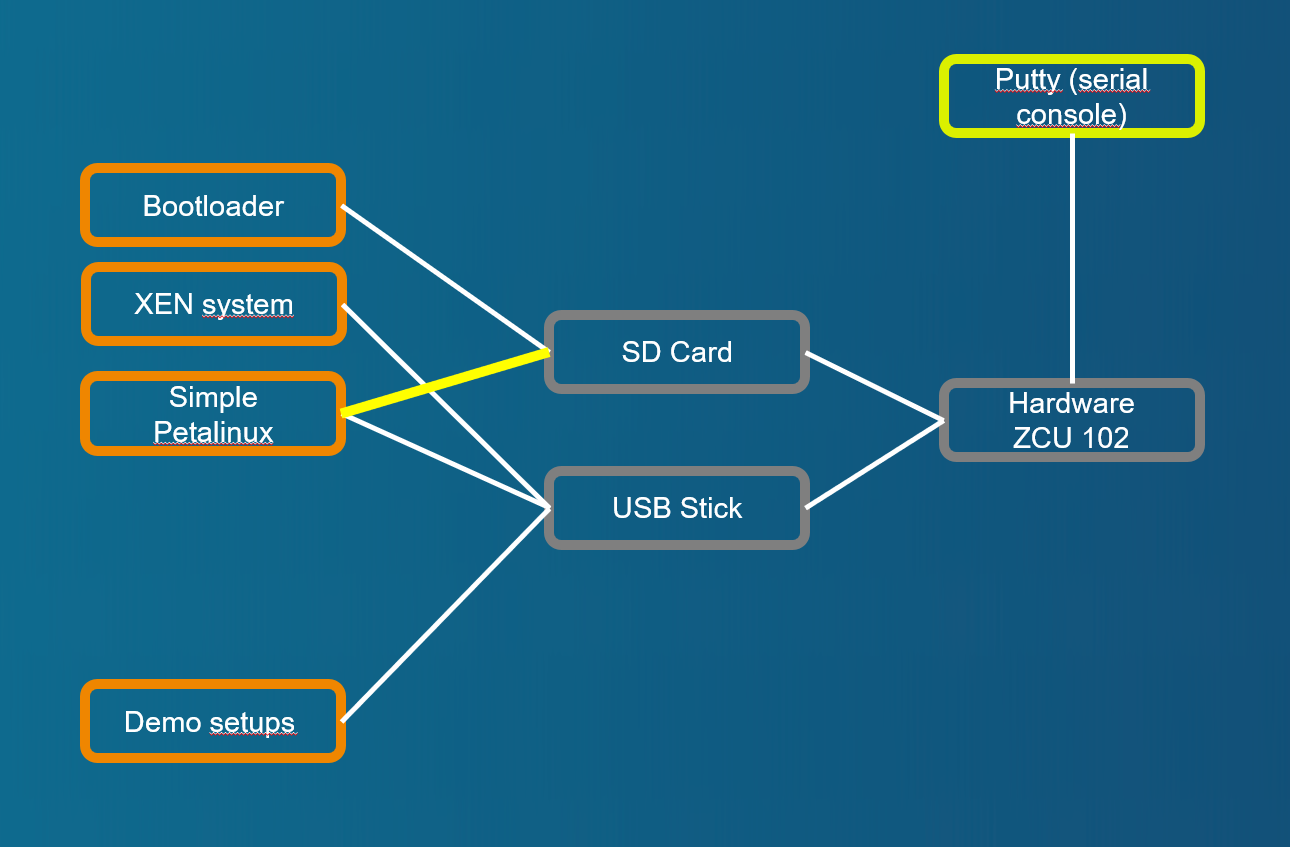 Putty (serial
console)
Bootloader
XEN system
Simple
Petalinux
SD Card
Hardware
ZCU 102
USB Stick
Demo setups